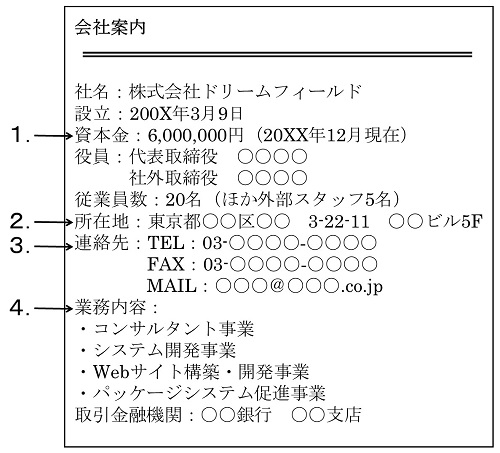 会社案内
社名：株式会社ドリームフィールド
設立：200X年3月9日
1. 資本金：6,000,000円（20XX年12月現在）
役員：代表取締役　○○○○
社外取締役　○○○○
従業員数：20名（ほか外部スタッフ5名）
2. 所在地：東京都○○区○○　3-22-11　○○ビル5F
3. 連絡先：TEL：03-○○○○-○○○○
FAX：03-○○○○-○○○○
MAIL：○○○@○○○.co.jp
4. 業務内容：
・コンサルタント事業
・システム開発事業
・Webサイト構築・開発事業
・パッケージシステム促進事業
取引金融機関：○○銀行　○○支店